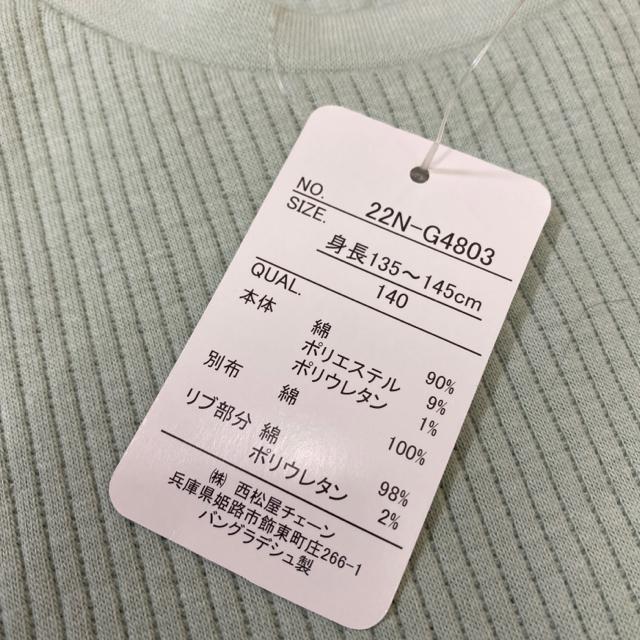 NO. 22N-G4803
SIZE. 身長135～145cm
140
QUAL.
本体 綿 90%
ポリエステル 9%
ポリウレタン 1%
別布 綿 100%
リブ部分 綿 98%
ポリウレタン 2%
㈱ 西松屋チェーン
兵庫県姫路市飾東町庄266-1
バングラデシュ製